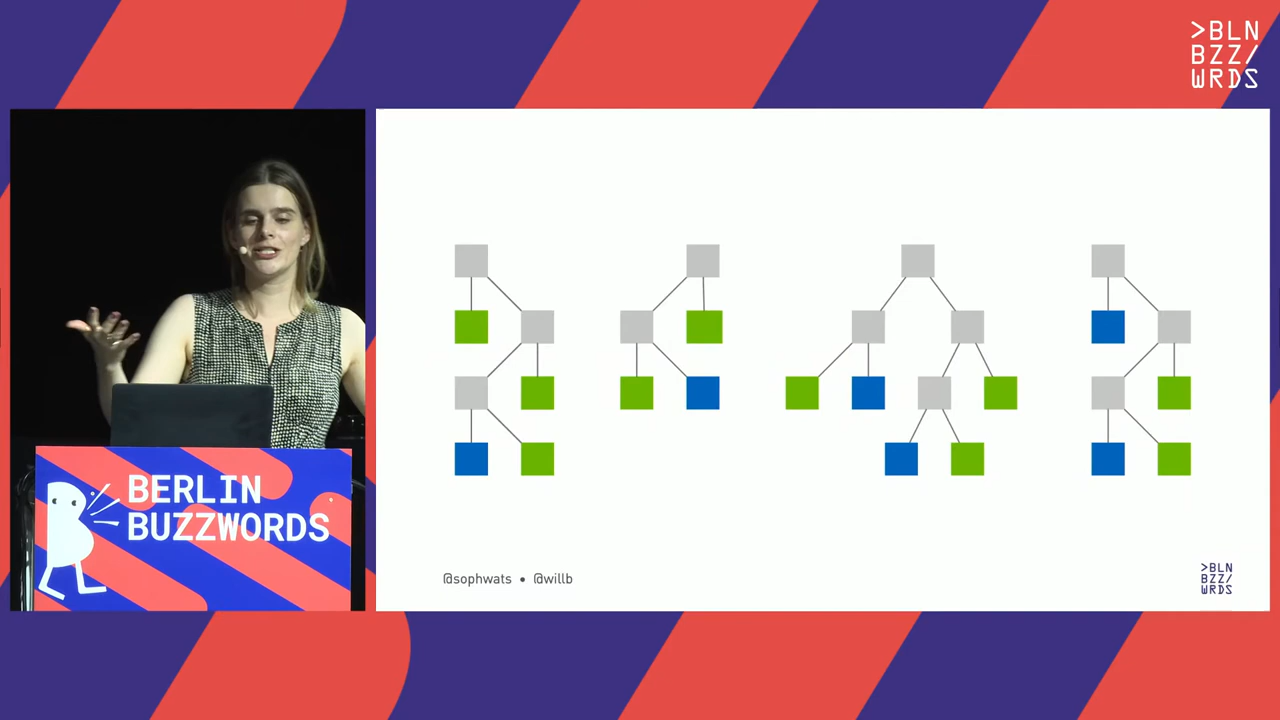 >BLN
BZZ/
WRDS
BERLIN
BUZZWORDS
@sophwats • @willb
>BLN
BZZ/
WRDS